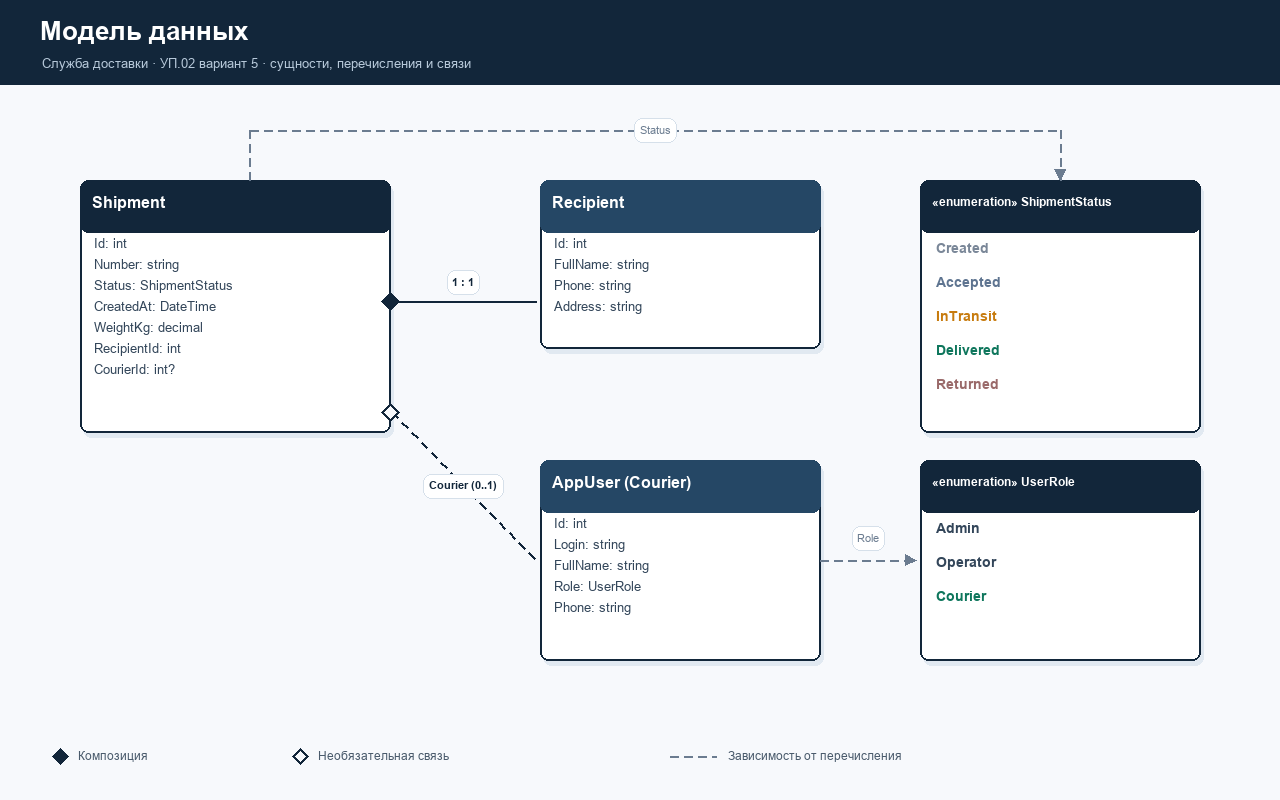 Модель данных
Служба доставки · УП.02 вариант 5 · сущности, перечисления и связи
Status
Shipment
Id: int
Number: string
Status: ShipmentStatus
CreatedAt: DateTime
WeightKg: decimal
RecipientId: int
CourierId: int?
1 : 1
Recipient
Id: int
FullName: string
Phone: string
Address: string
«enumeration» ShipmentStatus
Created
Accepted
InTransit
Delivered
Returned
Courier (0..1)
AppUser (Courier)
Id: int
Login: string
FullName: string
Role: UserRole
Phone: string
Role
«enumeration» UserRole
Admin
Operator
Courier
Композиция
Необязательная связь
Зависимость от перечисления